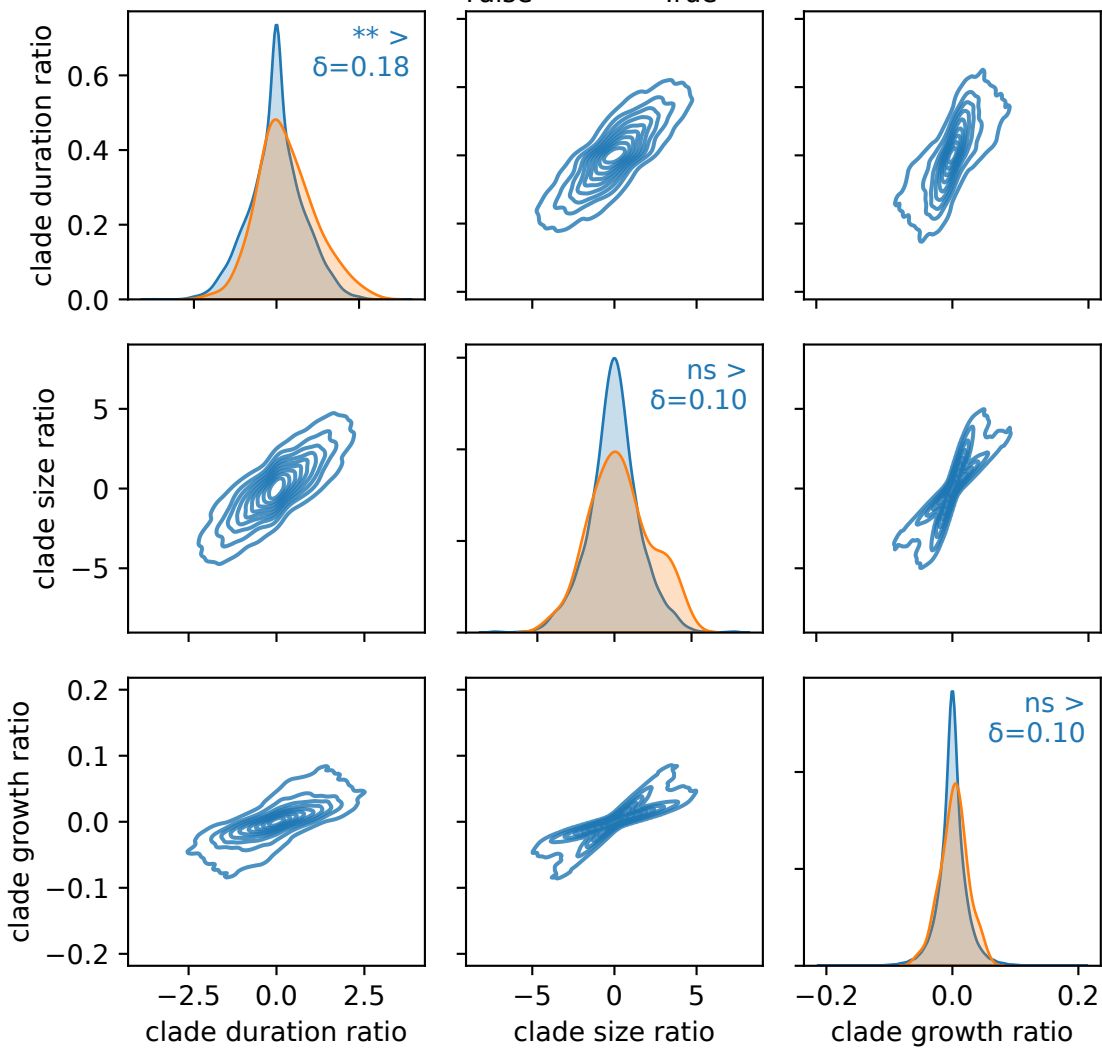 clade duration ratio
0.6
0.4
0.2
0.0
** >
δ=0.18
clade size ratio
5
0
−5
ns >
δ=0.10
clade growth ratio
0.2
0.1
0.0
−0.1
−0.2
ns >
δ=0.10
−2.5 0.0 2.5
clade duration ratio
−5 0 5
clade size ratio
−0.2 0.0 0.2
clade growth ratio